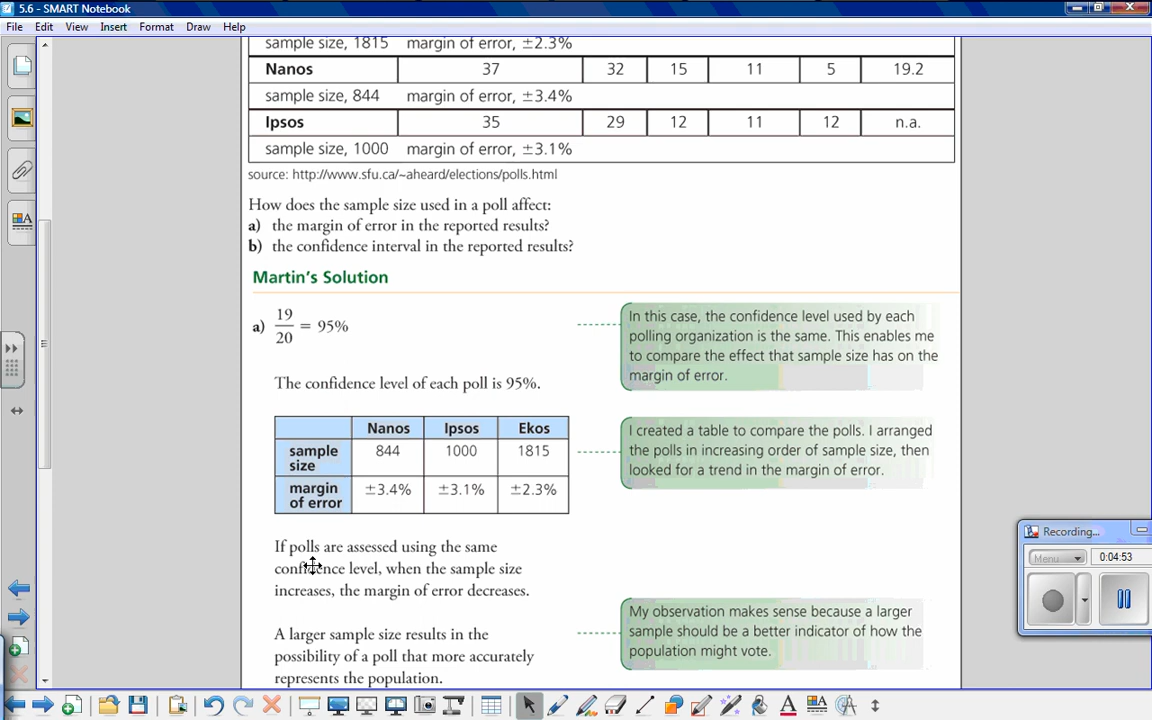 5.6 - SMART Notebook
File Edit View Insert Format Draw Help
sample size, 1815 margin of error, ±2.3%
Nanos 37 32 15 11 5 19.2
sample size, 844 margin of error, ±3.4%
Ipsos 35 29 12 11 12 n.a.
sample size, 1000 margin of error, ±3.1%
source: http://www.sfu.ca/~aheard/elections/polls.html
How does the sample size used in a poll affect:
a) the margin of error in the reported results?
b) the confidence interval in the reported results?
Martin's Solution
a) 19/20 = 95%
In this case, the confidence level used by each
polling organization is the same. This enables me
to compare the effect that sample size has on the
margin of error.
The confidence level of each poll is 95%.
Nanos Ipsos Ekos
sample size 844 1000 1815
margin of error ±3.4% ±3.1% ±2.3%
I created a table to compare the polls. I arranged
the polls in increasing order of sample size, then
looked for a trend in the margin of error.
If polls are assessed using the same
confidence level, when the sample size
increases, the margin of error decreases.
A larger sample size results in the
possibility of a poll that more accurately
represents the population.
My observation makes sense because a larger
sample should be a better indicator of how the
population might vote.
Recording...
Menu 0:04:53